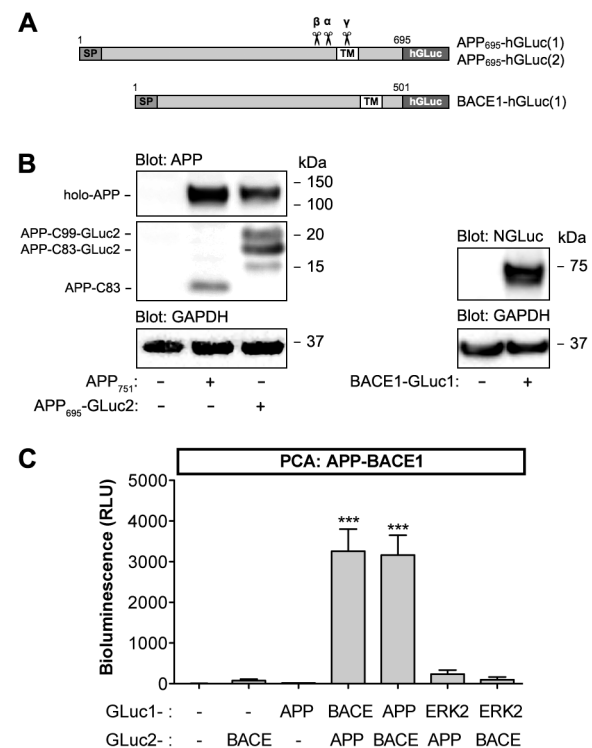 A
β α γ
1 695
SP TM hGLuc APP695-hGLuc(1)
APP695-hGLuc(2)
1 501
SP TM hGLuc BACE1-hGLuc(1)
B
Blot: APP kDa
holo-APP – – 150
– 100
APP-C99-GLuc2 – – 20
APP-C83-GLuc2 –
– 15
APP-C83 –
Blot: GAPDH
– 37
APP751: – + –
APP695-GLuc2: – – +
Blot: NGLuc kDa
– 75
Blot: GAPDH
– 37
BACE1-GLuc1: – +
C
PCA: APP-BACE1
Bioluminescence (RLU)
5000
4000
3000
2000
1000
0
*** ***
GLuc1- : - - APP BACE APP ERK2 ERK2
GLuc2- : - BACE - APP BACE APP BACE